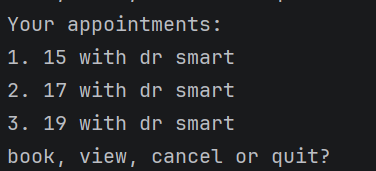 Your appointments:
1. 15 with dr smart
2. 17 with dr smart
3. 19 with dr smart
book, view, cancel or quit?